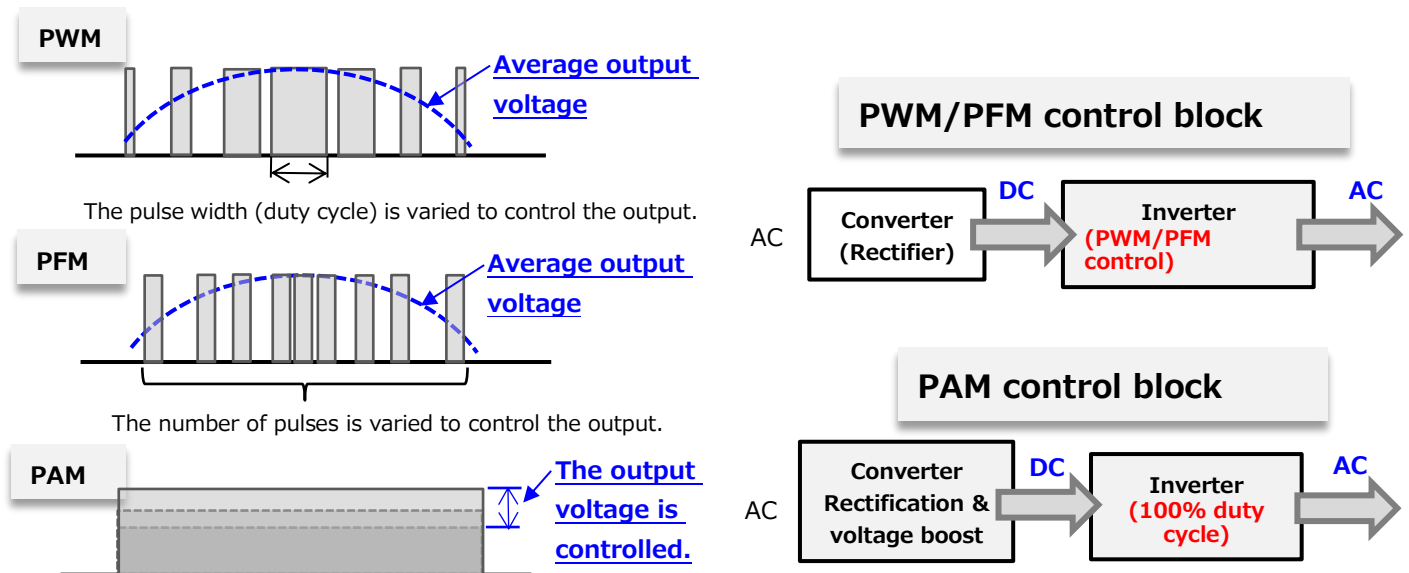 PWM
Average output
voltage
The pulse width (duty cycle) is varied to control the output.
PFM
Average output
voltage
The number of pulses is varied to control the output.
PAM
The output
voltage is
controlled.
PWM/PFM control block
AC
Converter
(Rectifier)
DC
Inverter
(PWM/PFM
control)
AC
PAM control block
AC
Converter
Rectification &
voltage boost
DC
Inverter
(100% duty
cycle)
AC